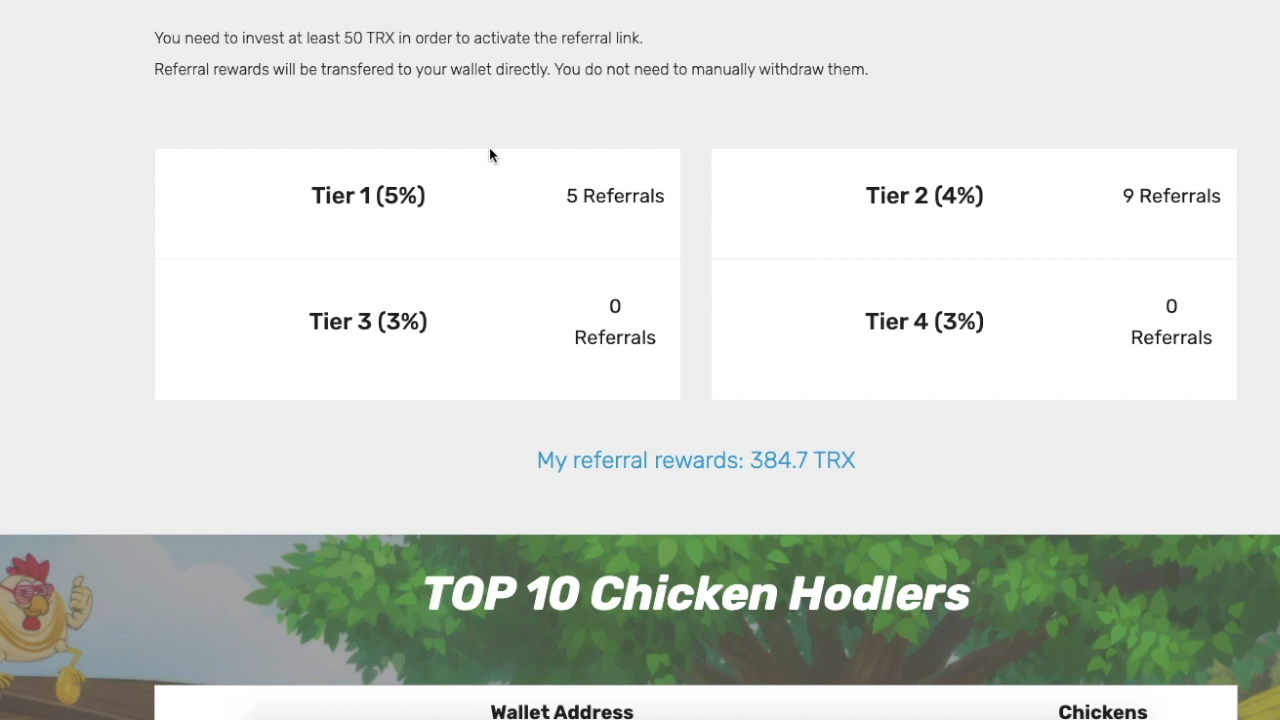 You need to invest at least 50 TRX in order to activate the referral link.
Referral rewards will be transfered to your wallet directly. You do not need to manually withdraw them.
Tier 1 (5%)
5 Referrals
Tier 2 (4%)
9 Referrals
Tier 3 (3%)
0
Referrals
Tier 4 (3%)
0
Referrals
My referral rewards: 384.7 TRX
TOP 10 Chicken Hodlers
Wallet Address
Chickens